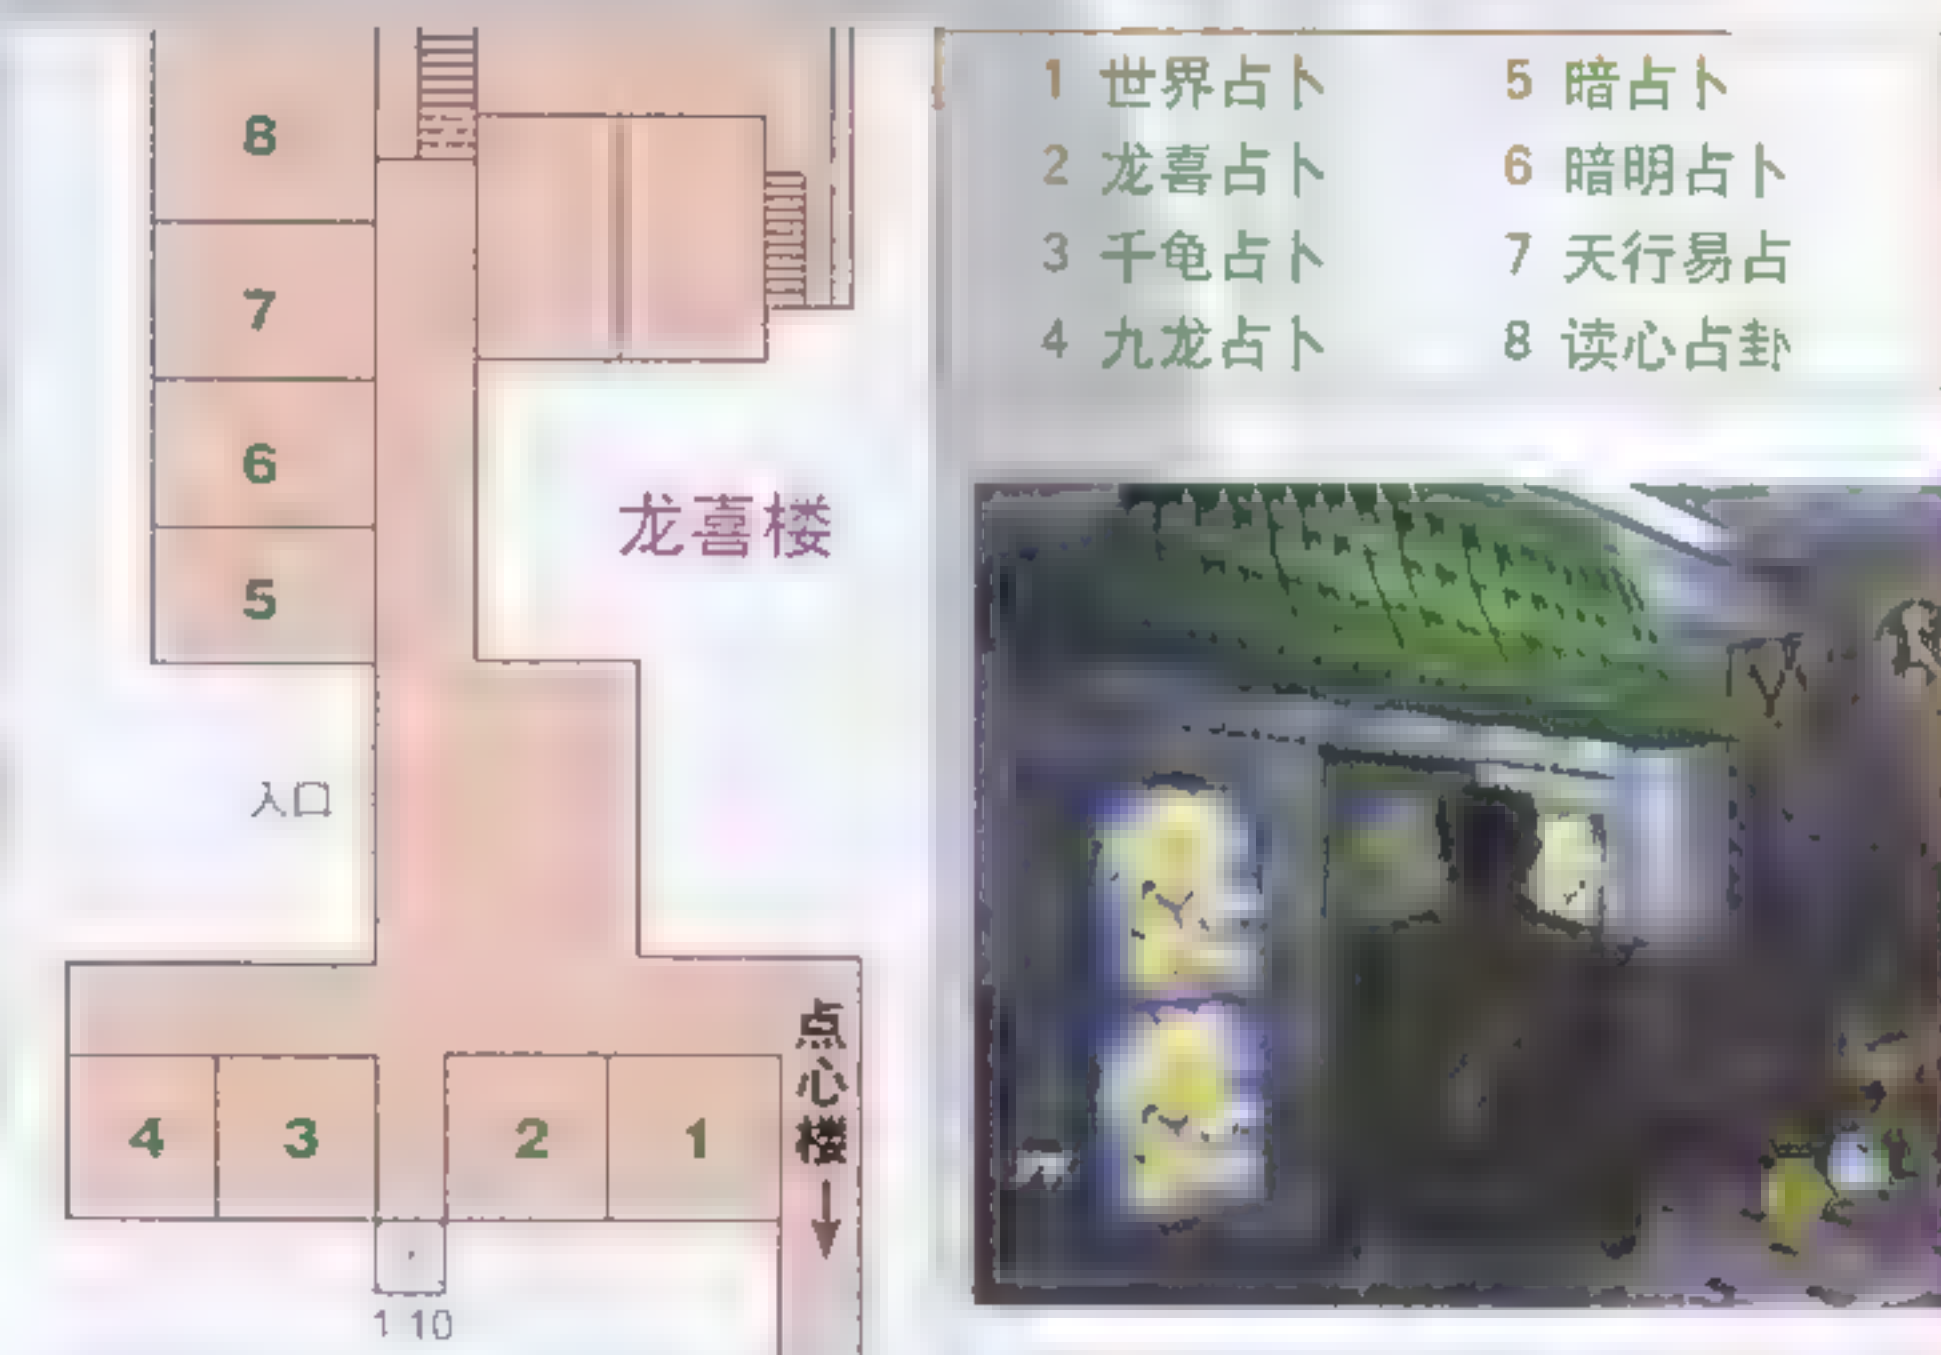 1 世界占卜
2 龙喜占卜
3 千龟占卜
4 九龙占卜
5 暗占卜
6 暗明占卜
7 天行易占
8 读心占卦
8
7
6
5
龙喜楼
入口
点心楼
4 3 2 1
1 10